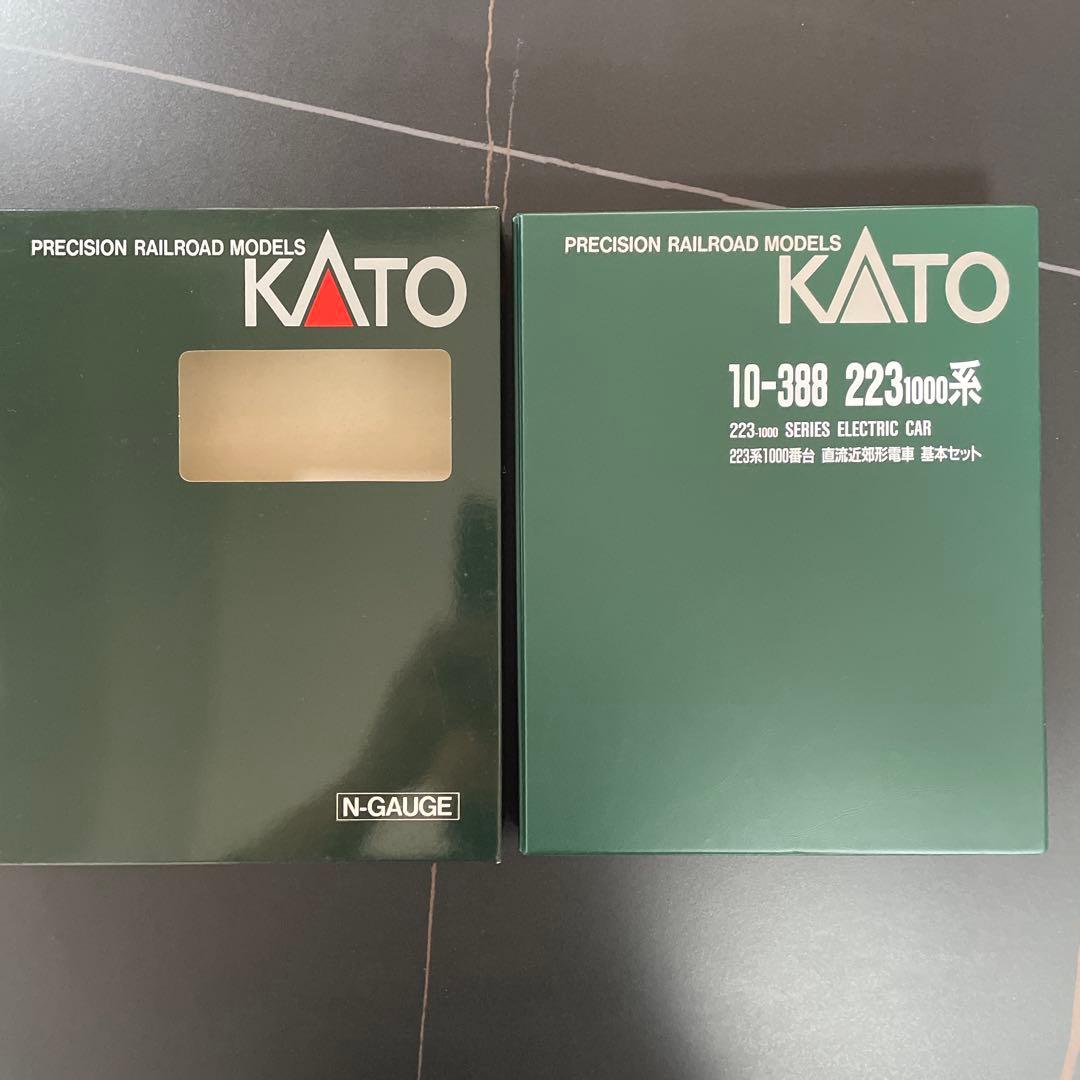 PRECISION RAILROAD MODELS
KATO
N-GAUGE
PRECISION RAILROAD MODELS
KATO
10-388 2231000系
223-1000 SERIES ELECTRIC CAR
223系1000番台 直流近郊形電車 基本セット